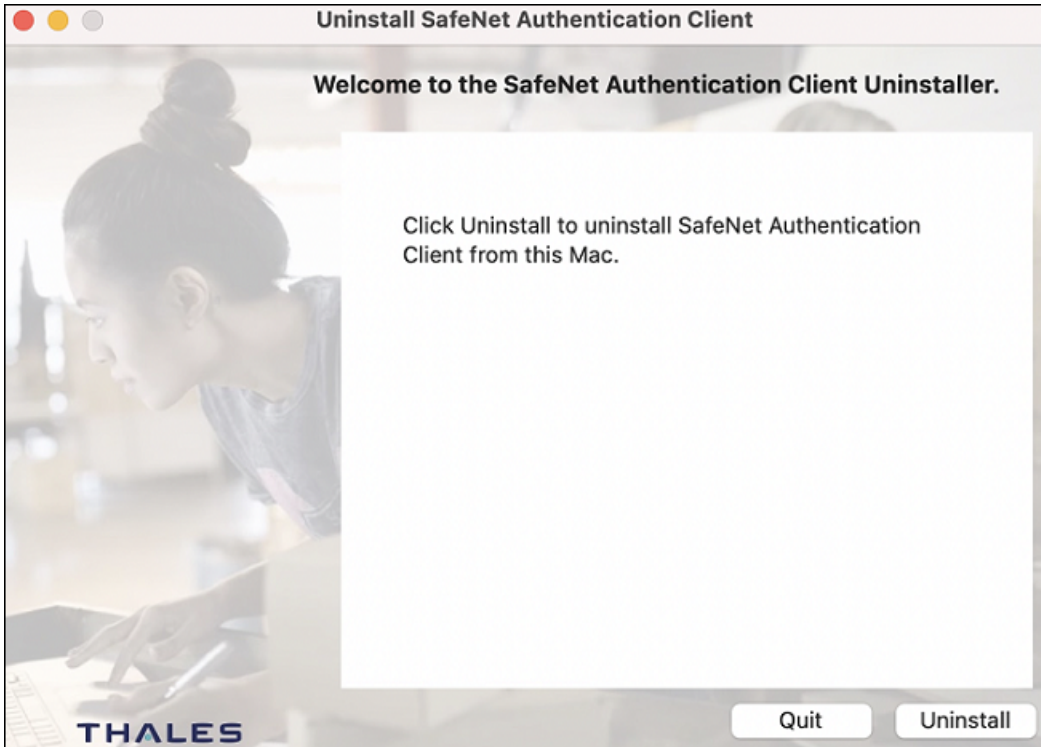 Uninstall SafeNet Authentication Client
Welcome to the SafeNet Authentication Client Uninstaller.
Click Uninstall to uninstall SafeNet Authentication
Client from this Mac.
THALES
Quit
Uninstall